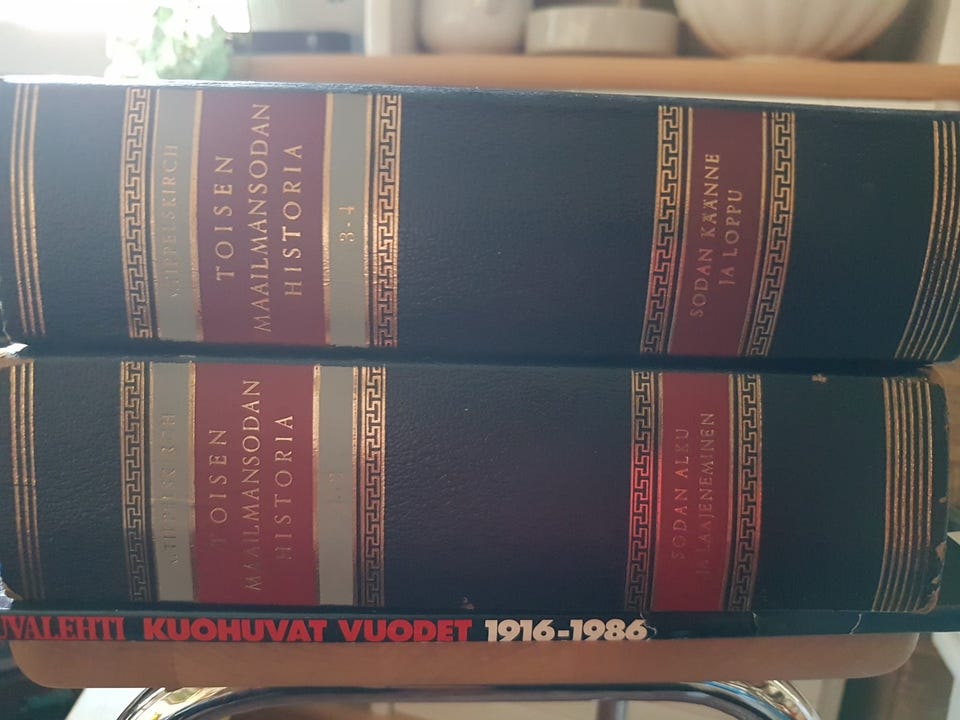 v. TIPPELSKIRCH
TOISEN
MAAILMANSODAN
HISTORIA
3-4
SODAN KÄÄNNE
JA LOPPU
TOISEN
MAAILMANSODAN
HISTORIA
SODAN ALKU
JA LAAJENEMINEN
UVALEHTI KUOHUVAT VUODET 1916-1986